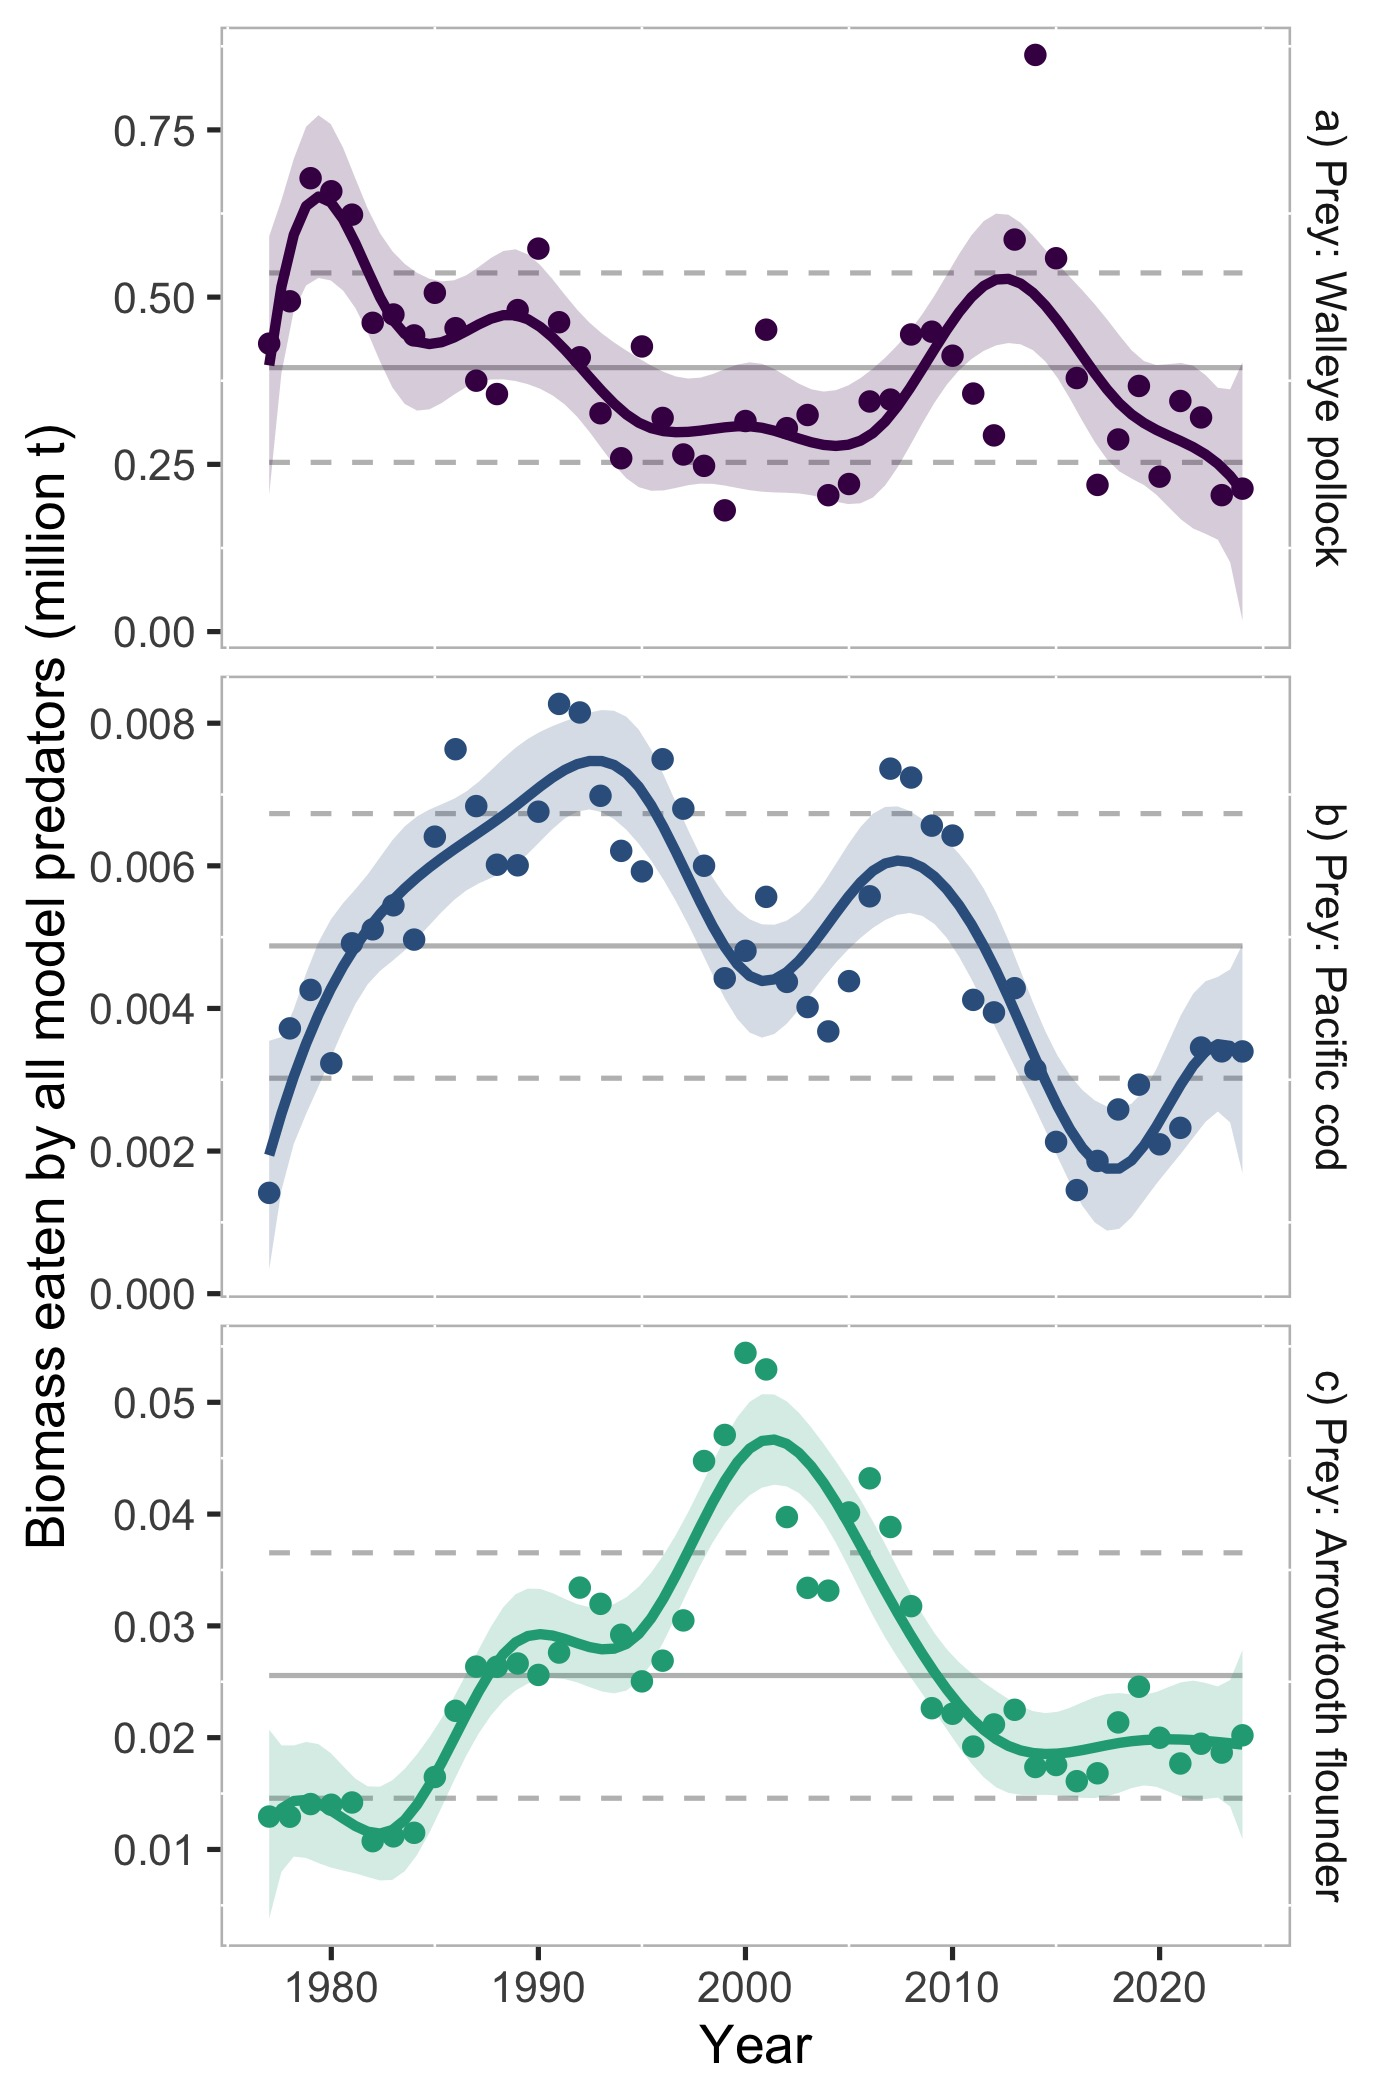 Biomass eaten by all model predators (million t)
0.75
0.50
0.25
0.00
a) Prey: Walleye pollock
0.008
0.006
0.004
0.002
0.000
b) Prey: Pacific cod
0.05
0.04
0.03
0.02
0.01
c) Prey: Arrowtooth flounder
1980 1990 2000 2010 2020
Year